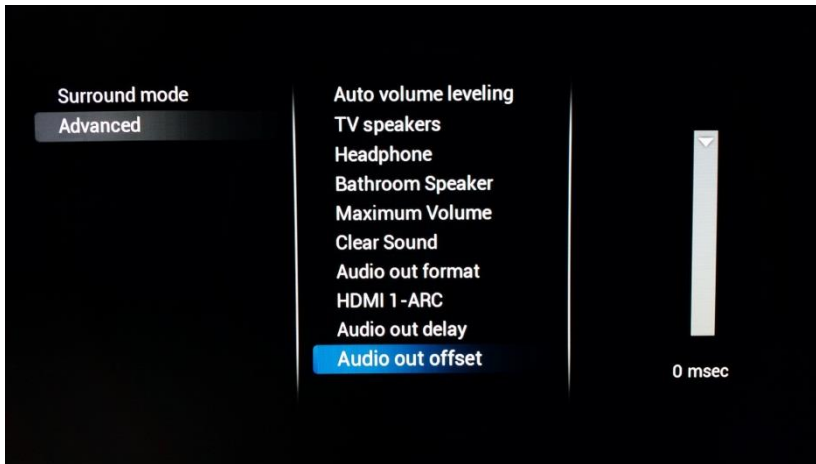 Surround mode
Advanced
Auto volume leveling
TV speakers
Headphone
Bathroom Speaker
Maximum Volume
Clear Sound
Audio out format
HDMI 1-ARC
Audio out delay
Audio out offset
0 msec